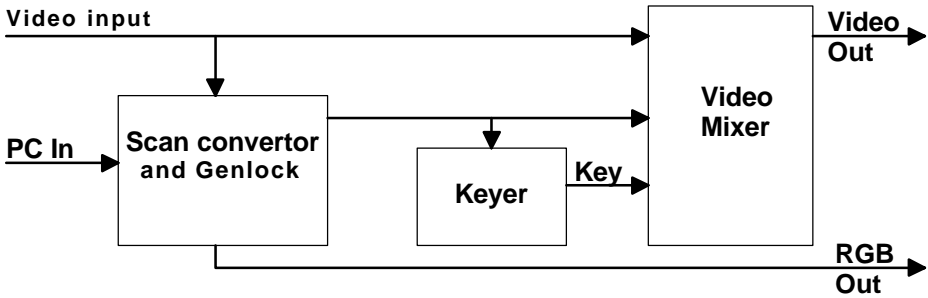 Video input
Video
Out
Video
Mixer
Scan convertor
and Genlock
PC In
Key
Keyer
RGB
Out